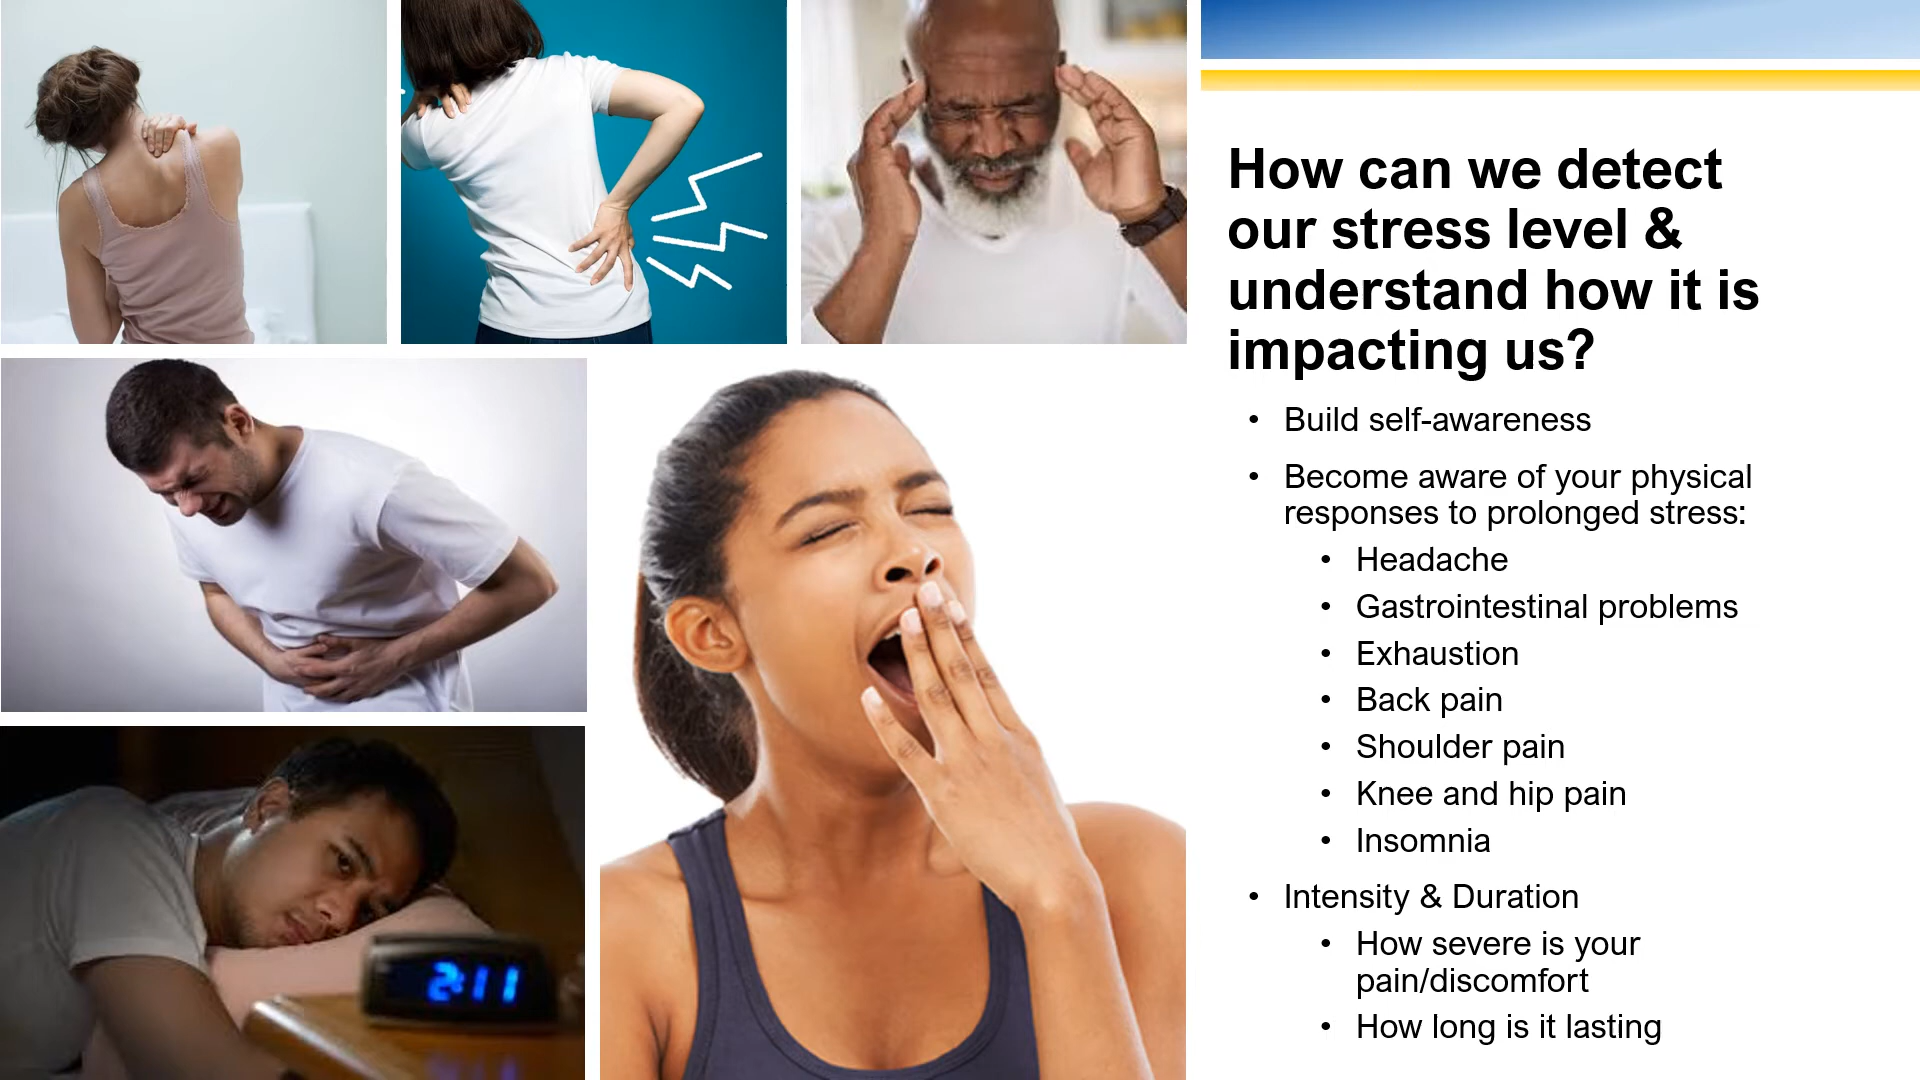 How can we detect
our stress level &
understand how it is
impacting us?
• Build self-awareness
• Become aware of your physical
responses to prolonged stress:
• Headache
• Gastrointestinal problems
• Exhaustion
• Back pain
• Shoulder pain
• Knee and hip pain
• Insomnia
• Intensity & Duration
• How severe is your
pain/discomfort
• How long is it lasting
2:11